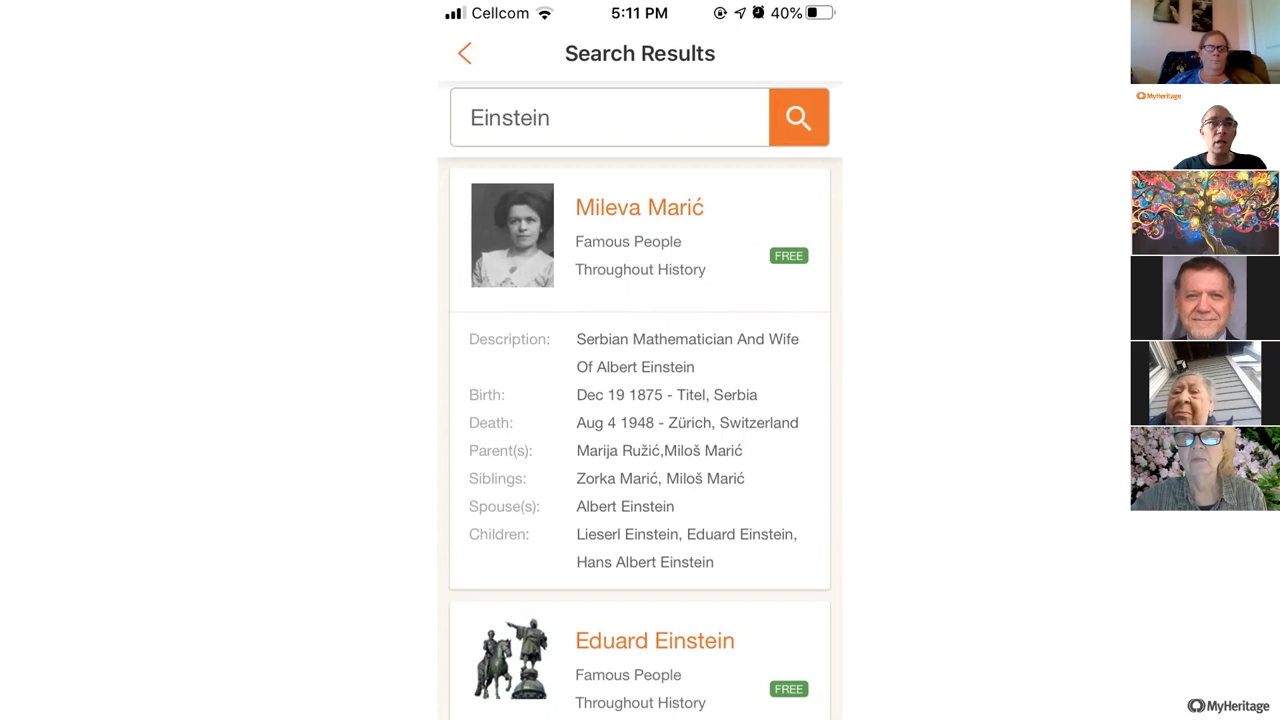 Cellcom
5:11 PM
40%
Search Results
Einstein
Mileva Marić
Famous People
Throughout History
FREE
Description: Serbian Mathematician And Wife
Of Albert Einstein
Birth: Dec 19 1875 - Titel, Serbia
Death: Aug 4 1948 - Zürich, Switzerland
Parent(s): Marija Ružić,Miloš Marić
Siblings: Zorka Marić, Miloš Marić
Spouse(s): Albert Einstein
Children: Lieserl Einstein, Eduard Einstein,
Hans Albert Einstein
Eduard Einstein
Famous People
Throughout History
FREE
MyHeritage
MyHeritage